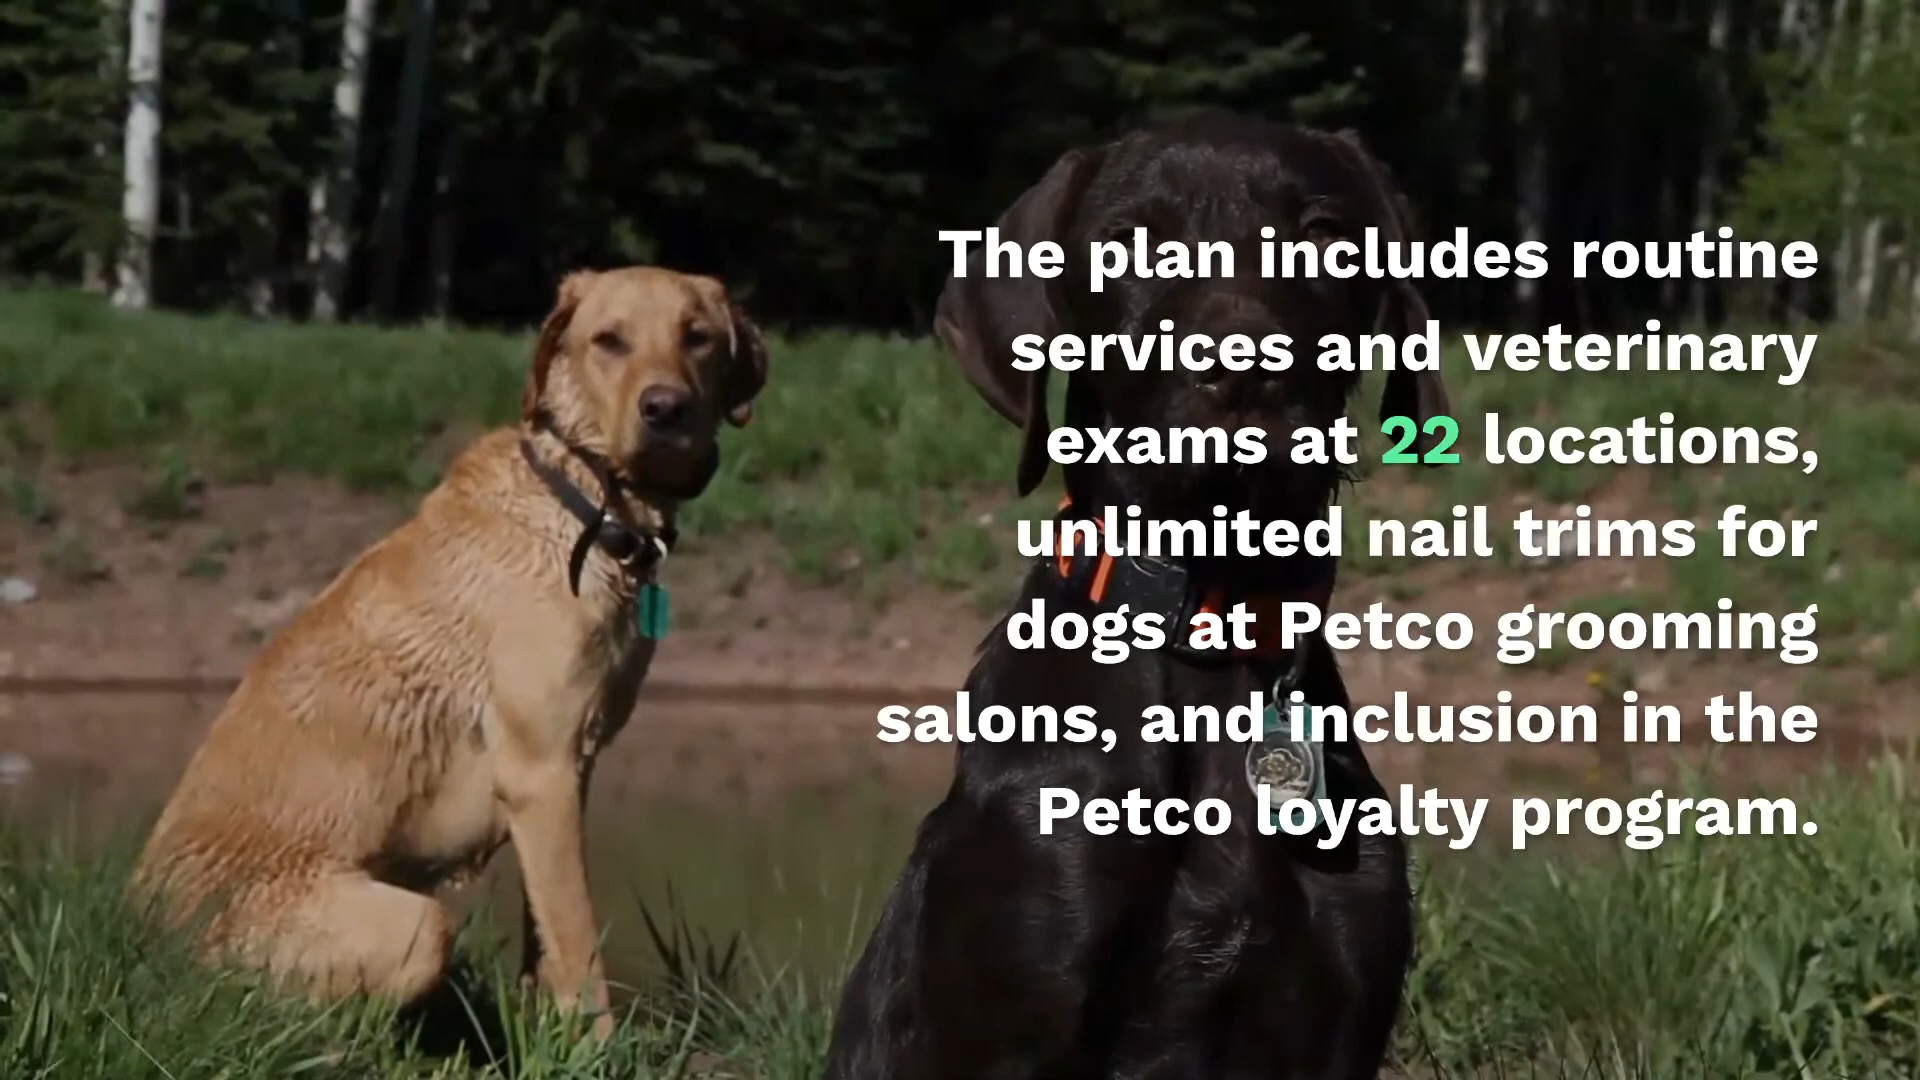 The plan includes routine
services and veterinary
exams at 22 locations,
unlimited nail trims for
dogs at Petco grooming
salons, and inclusion in the
Petco loyalty program.